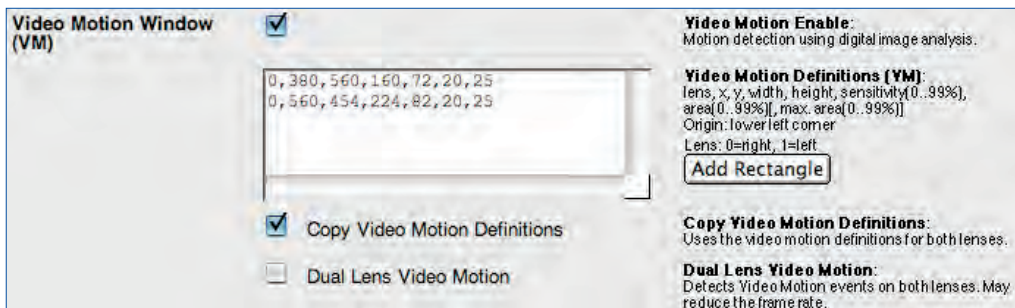 Video Motion Window
(VM)
Video Motion Enable:
Motion detection using digital image analysis.
0,380,560,160,72,20,25
0,560,454,224,82,20,25
Video Motion Definitions (VM):
lens, x, y, width, height, sensitivity(0..99%),
area(0..99%)[, max. area(0..99%)]
Origin: lower left corner
Lens: 0=right, 1=left
Add Rectangle
Copy Video Motion Definitions
Copy Video Motion Definitions:
Uses the video motion definitions for both lenses.
Dual Lens Video Motion
Dual Lens Video Motion:
Detects Video Motion events on both lenses. May
reduce the frame rate.